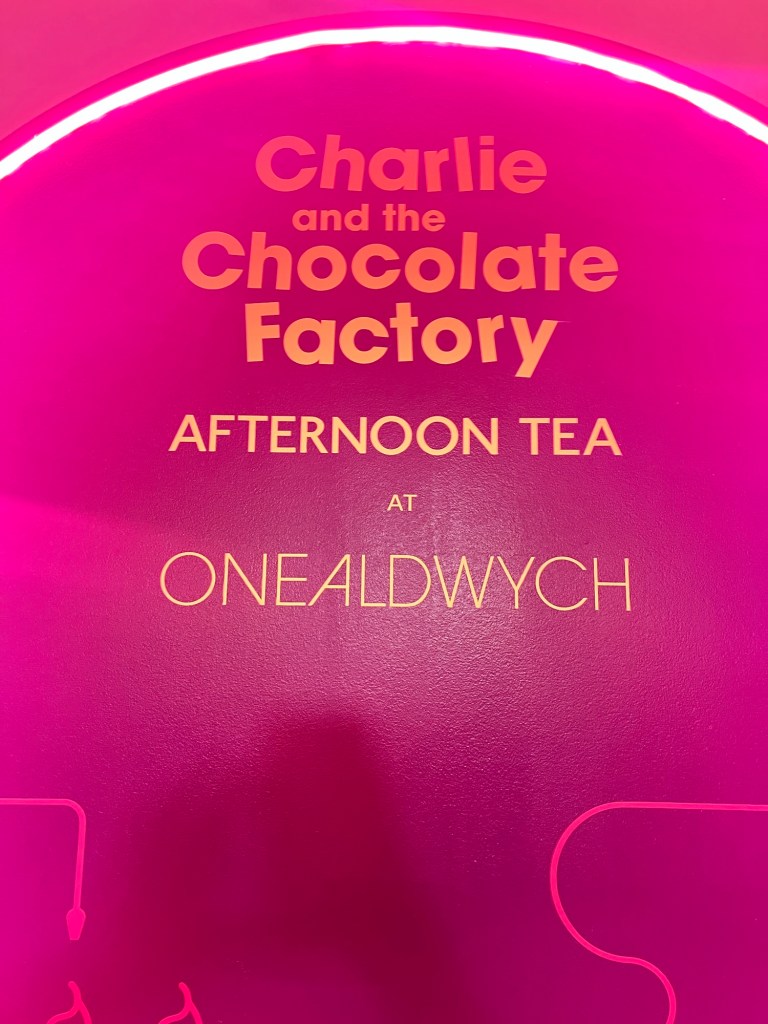 Charlie
and the
Chocolate
Factory
AFTERNOON TEA
AT
ONEALDWYCH